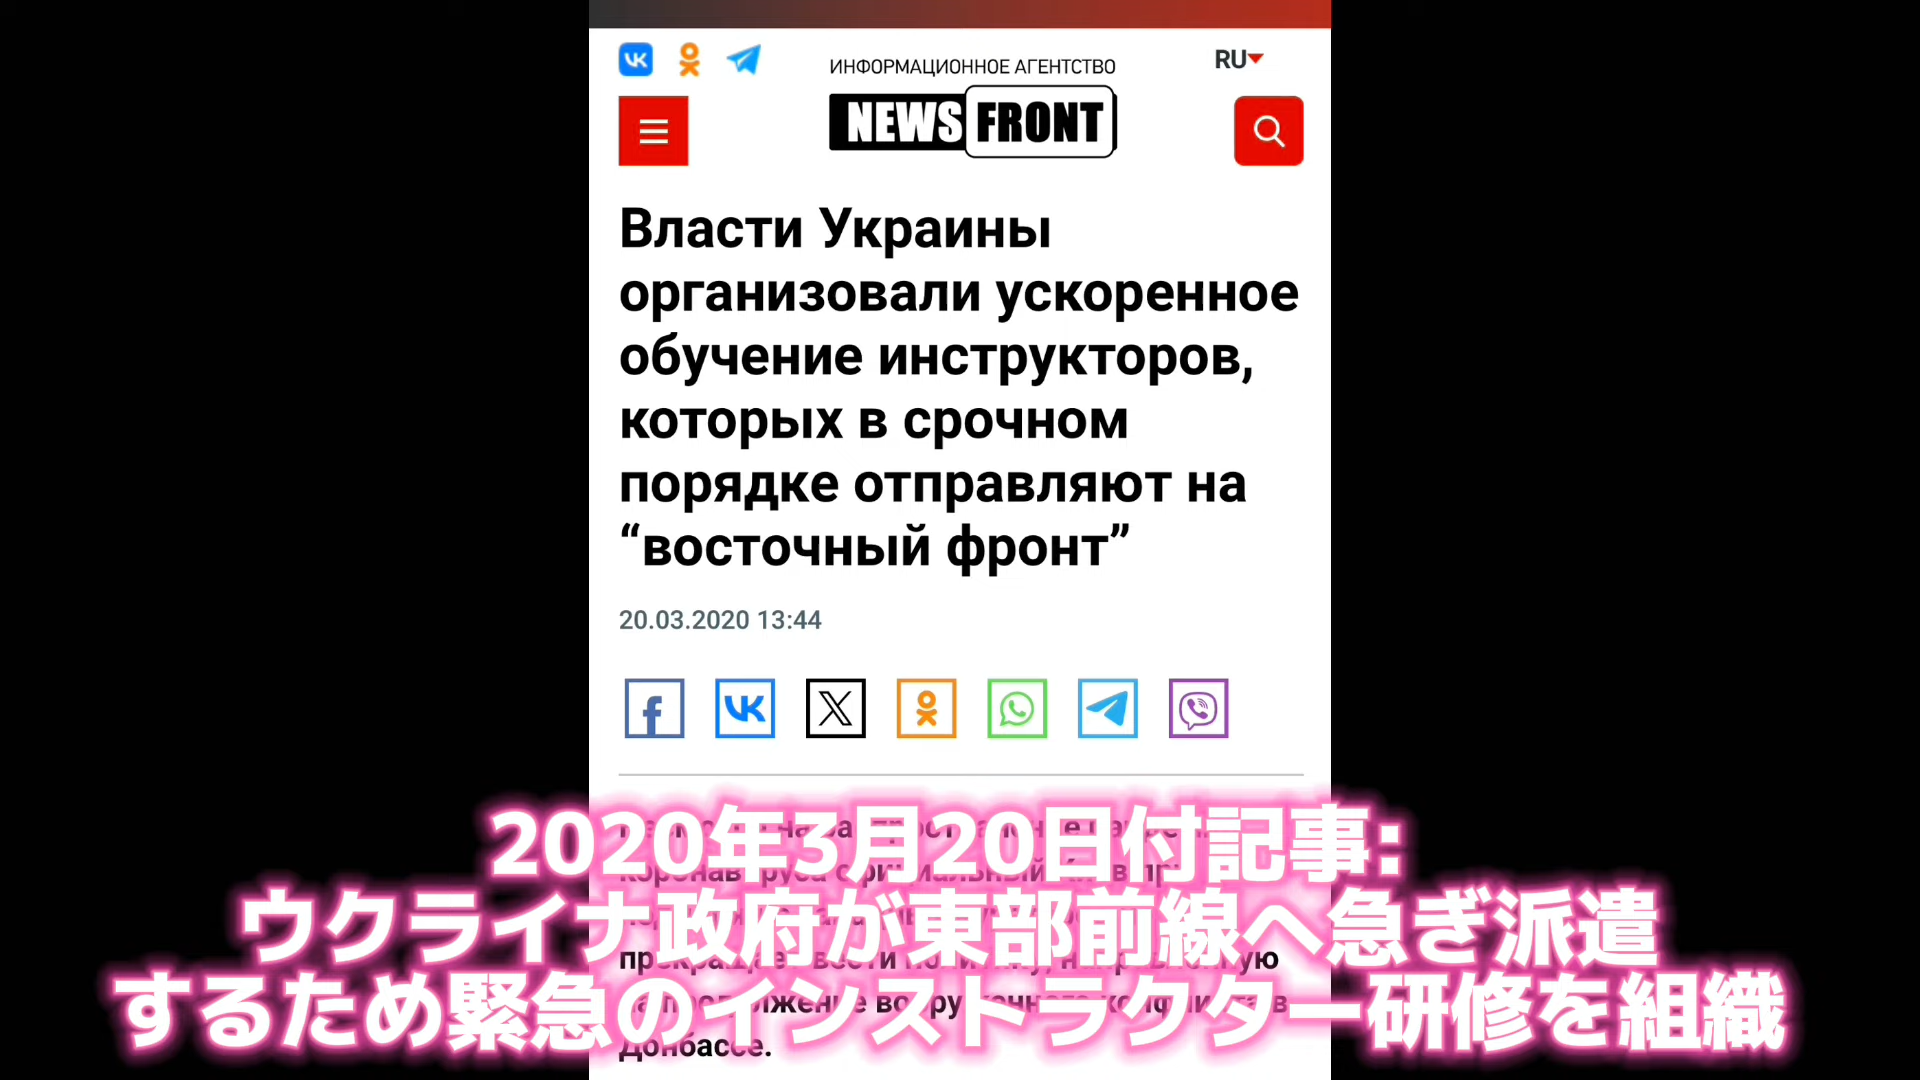 ИНФОРМАЦИОННОЕ АГЕНТСТВО
RU
NEWS FRONT
Власти Украины
организовали ускоренное
обучение инструкторов,
которых в срочном
порядке отправляют на
“восточный фронт”
20.03.2020 13:44
2020年3月20日付記事:
ウクライナ政府が東部前線へ急ぎ派遣
するため緊急のインストラクター研修を組織
Донбассе.